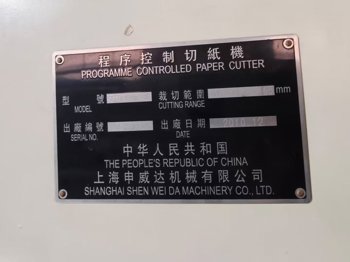 程序控制切紙機
PROGRAMME CONTROLLED PAPER CUTTER
型 號 裁切範圍 mm
MODEL CUTTING RANGE
出廠編號 出廠日期 2010.12
SERIAL NO. DATE
中华人民共和国
THE PEOPLE'S REPUBLIC OF CHINA
上海申威达机械有限公司
SHANGHAI SHEN WEI DA MACHINERY CO., LTD.